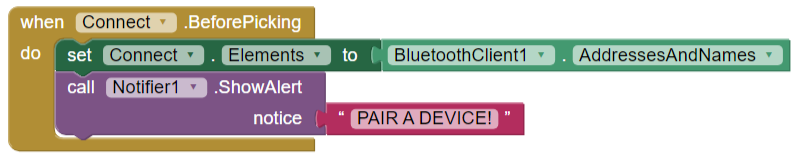 when Connect .BeforePicking
do set Connect . Elements to BluetoothClient1 . AddressesAndNames
call Notifier1 .ShowAlert
notice " PAIR A DEVICE! "